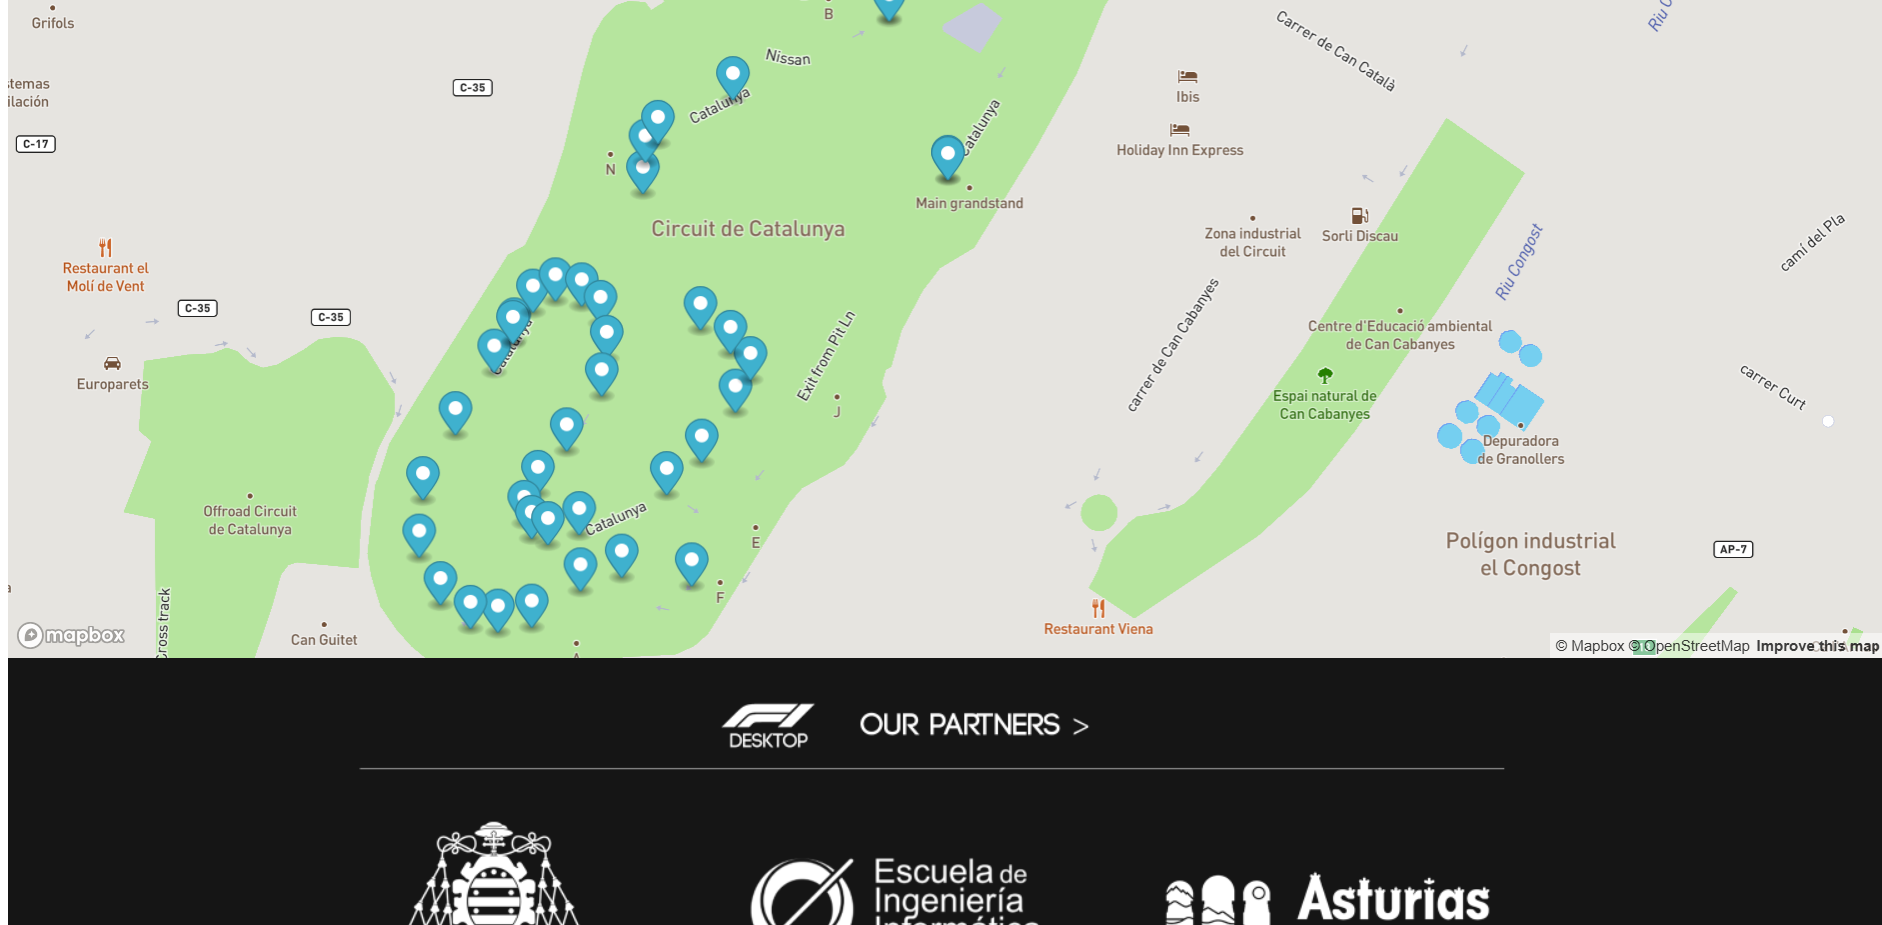 Grifols
B
Riu C
Carrer de Can Català
Nissan
stemas
ilación
C-35
Ibis
Catalunya
C-17
Catalunya
Holiday Inn Express
N
Main grandstand
Circuit de Catalunya
Zona industrial
del Circuit
Sorli Discau
camí del Pla
Restaurant el
Molí de Vent
Riu Congost
C-35
C-35
carrer de Can Cabanyes
Centre d'Educació ambiental
de Can Cabanyes
Catalunya
Exit from Pit Ln
Europarets
carrer Curt
J
Espai natural de
Can Cabanyes
Depuradora
de Granollers
Offroad Circuit
de Catalunya
Catalunya
E
Polígon industrial
el Congost
AP-7
F
Cross track
Can Guitet
Restaurant Viena
mapbox
© Mapbox © OpenStreetMap Improve this map
DESKTOP
OUR PARTNERS >
Escuela de
Ingeniería
Informática
Asturias